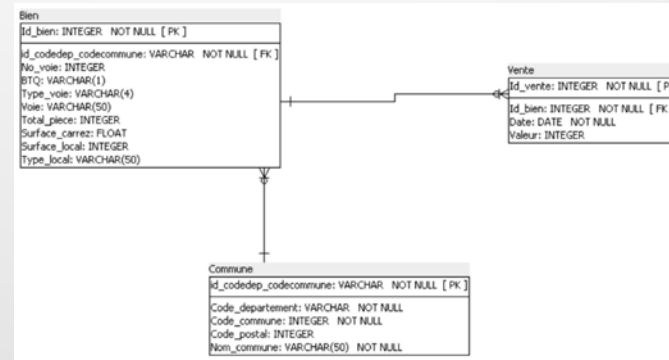 Bien
Id_bien: INTEGER NOT NULL [ PK ]
id_codedep_codecommune: VARCHAR NOT NULL [ FK ]
No_voie: INTEGER
BTQ: VARCHAR(1)
Type_voie: VARCHAR(4)
Voie: VARCHAR(50)
Total_piece: INTEGER
Surface_carrez: FLOAT
Surface_local: INTEGER
Type_local: VARCHAR(50)
Vente
Id_vente: INTEGER NOT NULL [ P
Id_bien: INTEGER NOT NULL [ FK
Date: DATE NOT NULL
Valeur: INTEGER
Commune
id_codedep_codecommune: VARCHAR NOT NULL [ PK ]
Code_departement: VARCHAR NOT NULL
Code_commune: INTEGER NOT NULL
Code_postal: INTEGER
Nom_commune: VARCHAR(50) NOT NULL